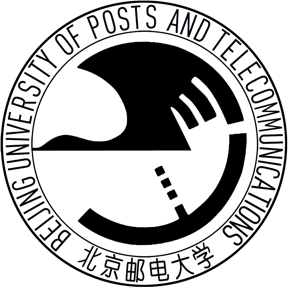 BEIJING UNIVERSITY OF POSTS AND TELECOMMUNICATIONS
北京邮电大学